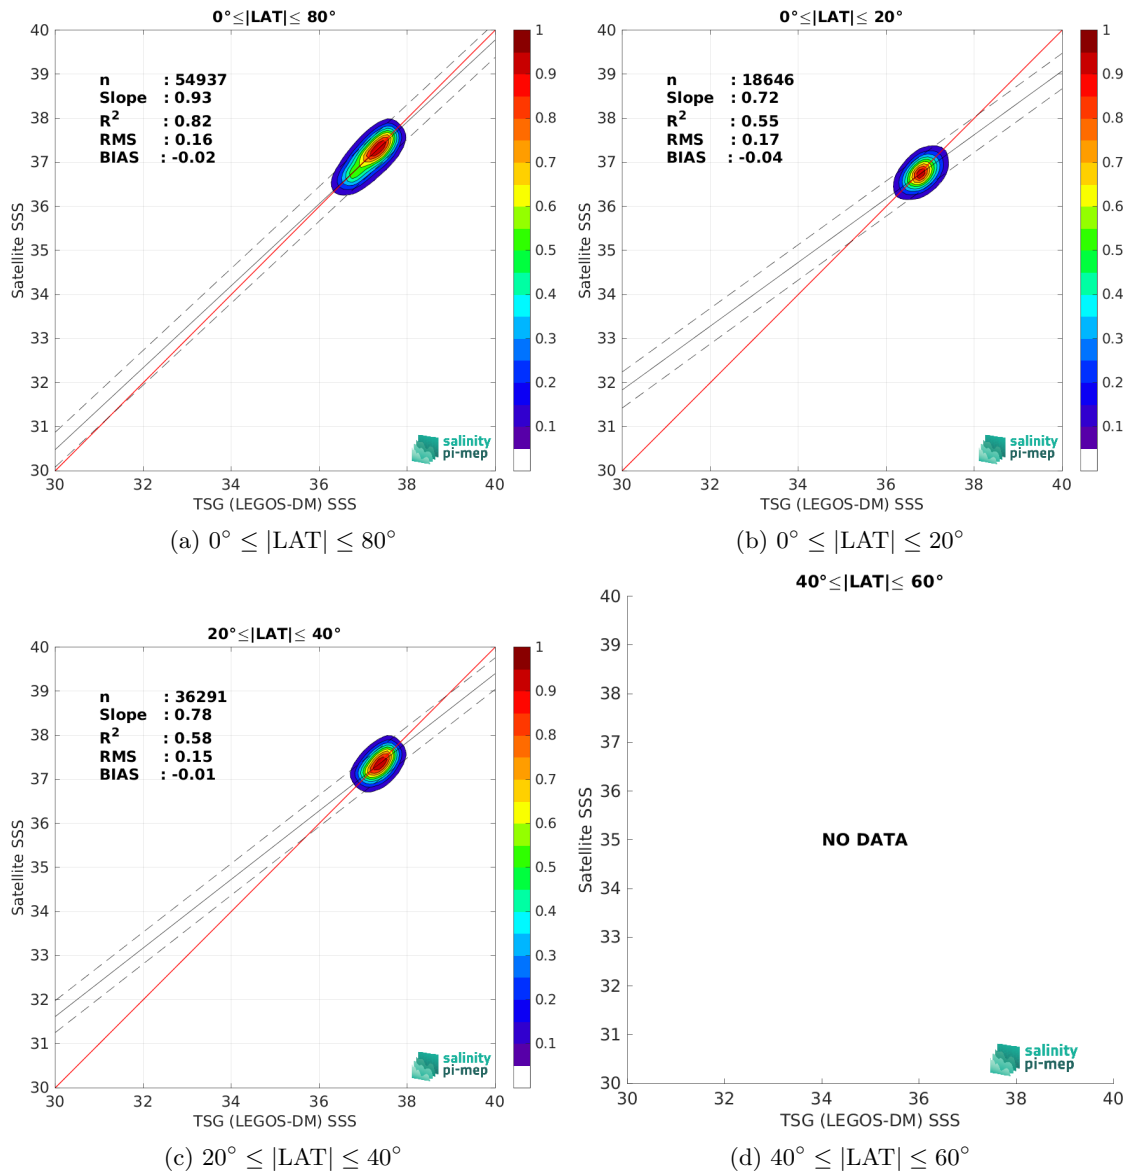 0°≤|LAT|≤ 80°
40
39
38
37
36
35
34
33
32
31
30
Satellite SSS
n : 54937
Slope : 0.93
R² : 0.82
RMS : 0.16
BIAS : -0.02
salinity
pi-mep
30 32 34 36 38 40
TSG (LEGOS-DM) SSS
1
0.9
0.8
0.7
0.6
0.5
0.4
0.3
0.2
0.1
(a) 0° ≤ |LAT| ≤ 80°
0°≤|LAT|≤ 20°
40
39
38
37
36
35
34
33
32
31
30
Satellite SSS
n : 18646
Slope : 0.72
R² : 0.55
RMS : 0.17
BIAS : -0.04
salinity
pi-mep
30 32 34 36 38 40
TSG (LEGOS-DM) SSS
1
0.9
0.8
0.7
0.6
0.5
0.4
0.3
0.2
0.1
(b) 0° ≤ |LAT| ≤ 20°
20°≤|LAT|≤ 40°
40
39
38
37
36
35
34
33
32
31
30
Satellite SSS
n : 36291
Slope : 0.78
R² : 0.58
RMS : 0.15
BIAS : -0.01
salinity
pi-mep
30 32 34 36 38 40
TSG (LEGOS-DM) SSS
1
0.9
0.8
0.7
0.6
0.5
0.4
0.3
0.2
0.1
(c) 20° ≤ |LAT| ≤ 40°
40°≤|LAT|≤ 60°
40
39
38
37
36
35
34
33
32
31
30
Satellite SSS
NO DATA
salinity
pi-mep
30 32 34 36 38 40
TSG (LEGOS-DM) SSS
(d) 40° ≤ |LAT| ≤ 60°